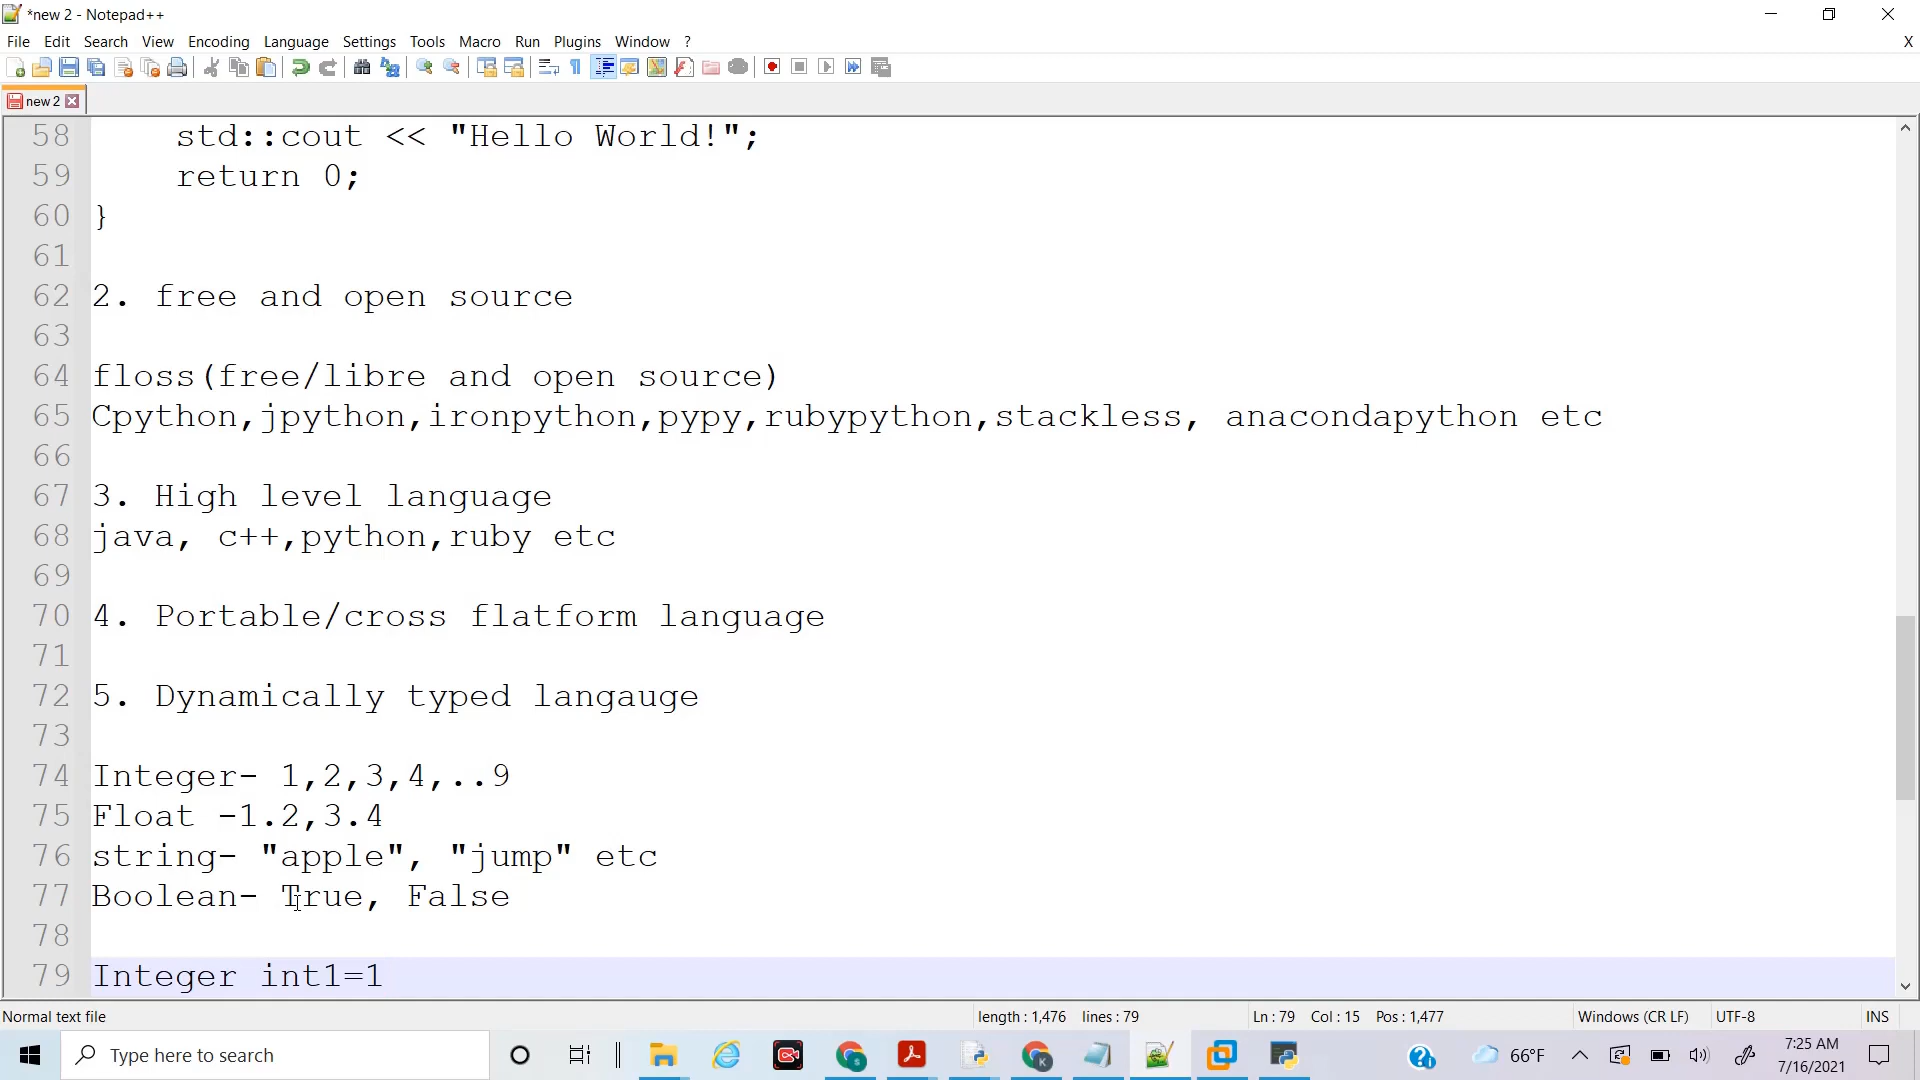 *new 2 - Notepad++
File Edit Search View Encoding Language Settings Tools Macro Run Plugins Window ? X
new 2
58 std::cout << "Hello World!";
59 return 0;
60 }
61
62 2. free and open source
63
64 floss(free/libre and open source)
65 Cpython,jpython,ironpython,pypy,rubypython,stackless, anacondapython etc
66
67 3. High level language
68 java, c++,python,ruby etc
69
70 4. Portable/cross flatform language
71
72 5. Dynamically typed langauge
73
74 Integer- 1,2,3,4,..9
75 Float -1.2,3.4
76 string- "apple", "jump" etc
77 Boolean- True, False
78
79 Integer int1=1
Normal text file length : 1,476 lines : 79 Ln : 79 Col : 15 Pos : 1,477 Windows (CR LF) UTF-8 INS
Type here to search 66°F 7:25 AM
7/16/2021